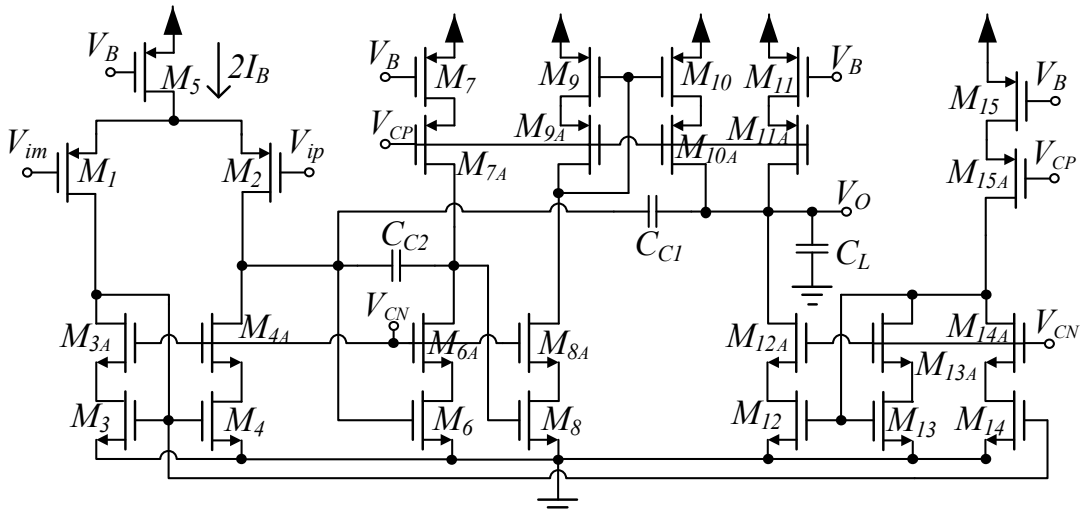 V_B M_5 2I_B V_B M_7 M_9 M_10 M_11 V_B M_15 V_B
V_im M_1 M_2 V_ip V_CP M_7A M_9A M_10A M_11A M_15A V_CP
C_C2 C_C1 V_O C_L
M_3A M_4A V_CN M_6A M_8A M_12A M_13A M_14A V_CN
M_3 M_4 M_6 M_8 M_12 M_13 M_14